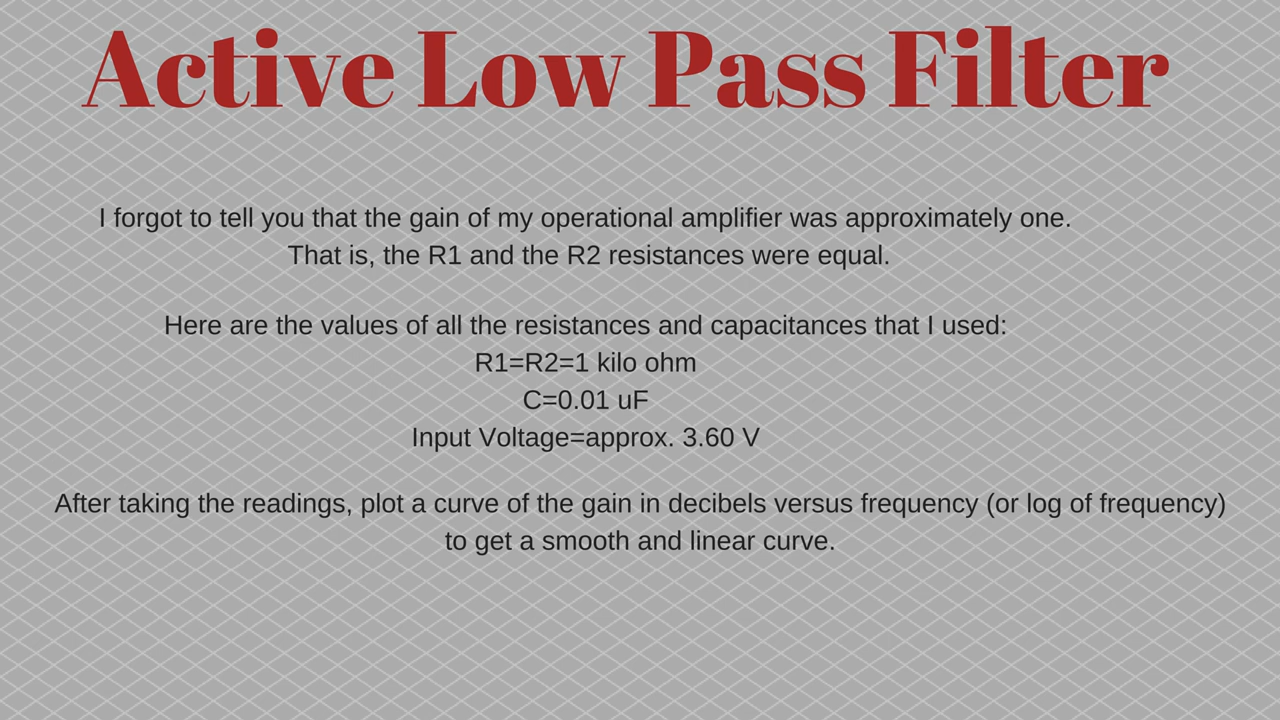 Active Low Pass Filter
I forgot to tell you that the gain of my operational amplifier was approximately one.
That is, the R1 and the R2 resistances were equal.
Here are the values of all the resistances and capacitances that I used:
R1=R2=1 kilo ohm
C=0.01 uF
Input Voltage=approx. 3.60 V
After taking the readings, plot a curve of the gain in decibels versus frequency (or log of frequency)
to get a smooth and linear curve.